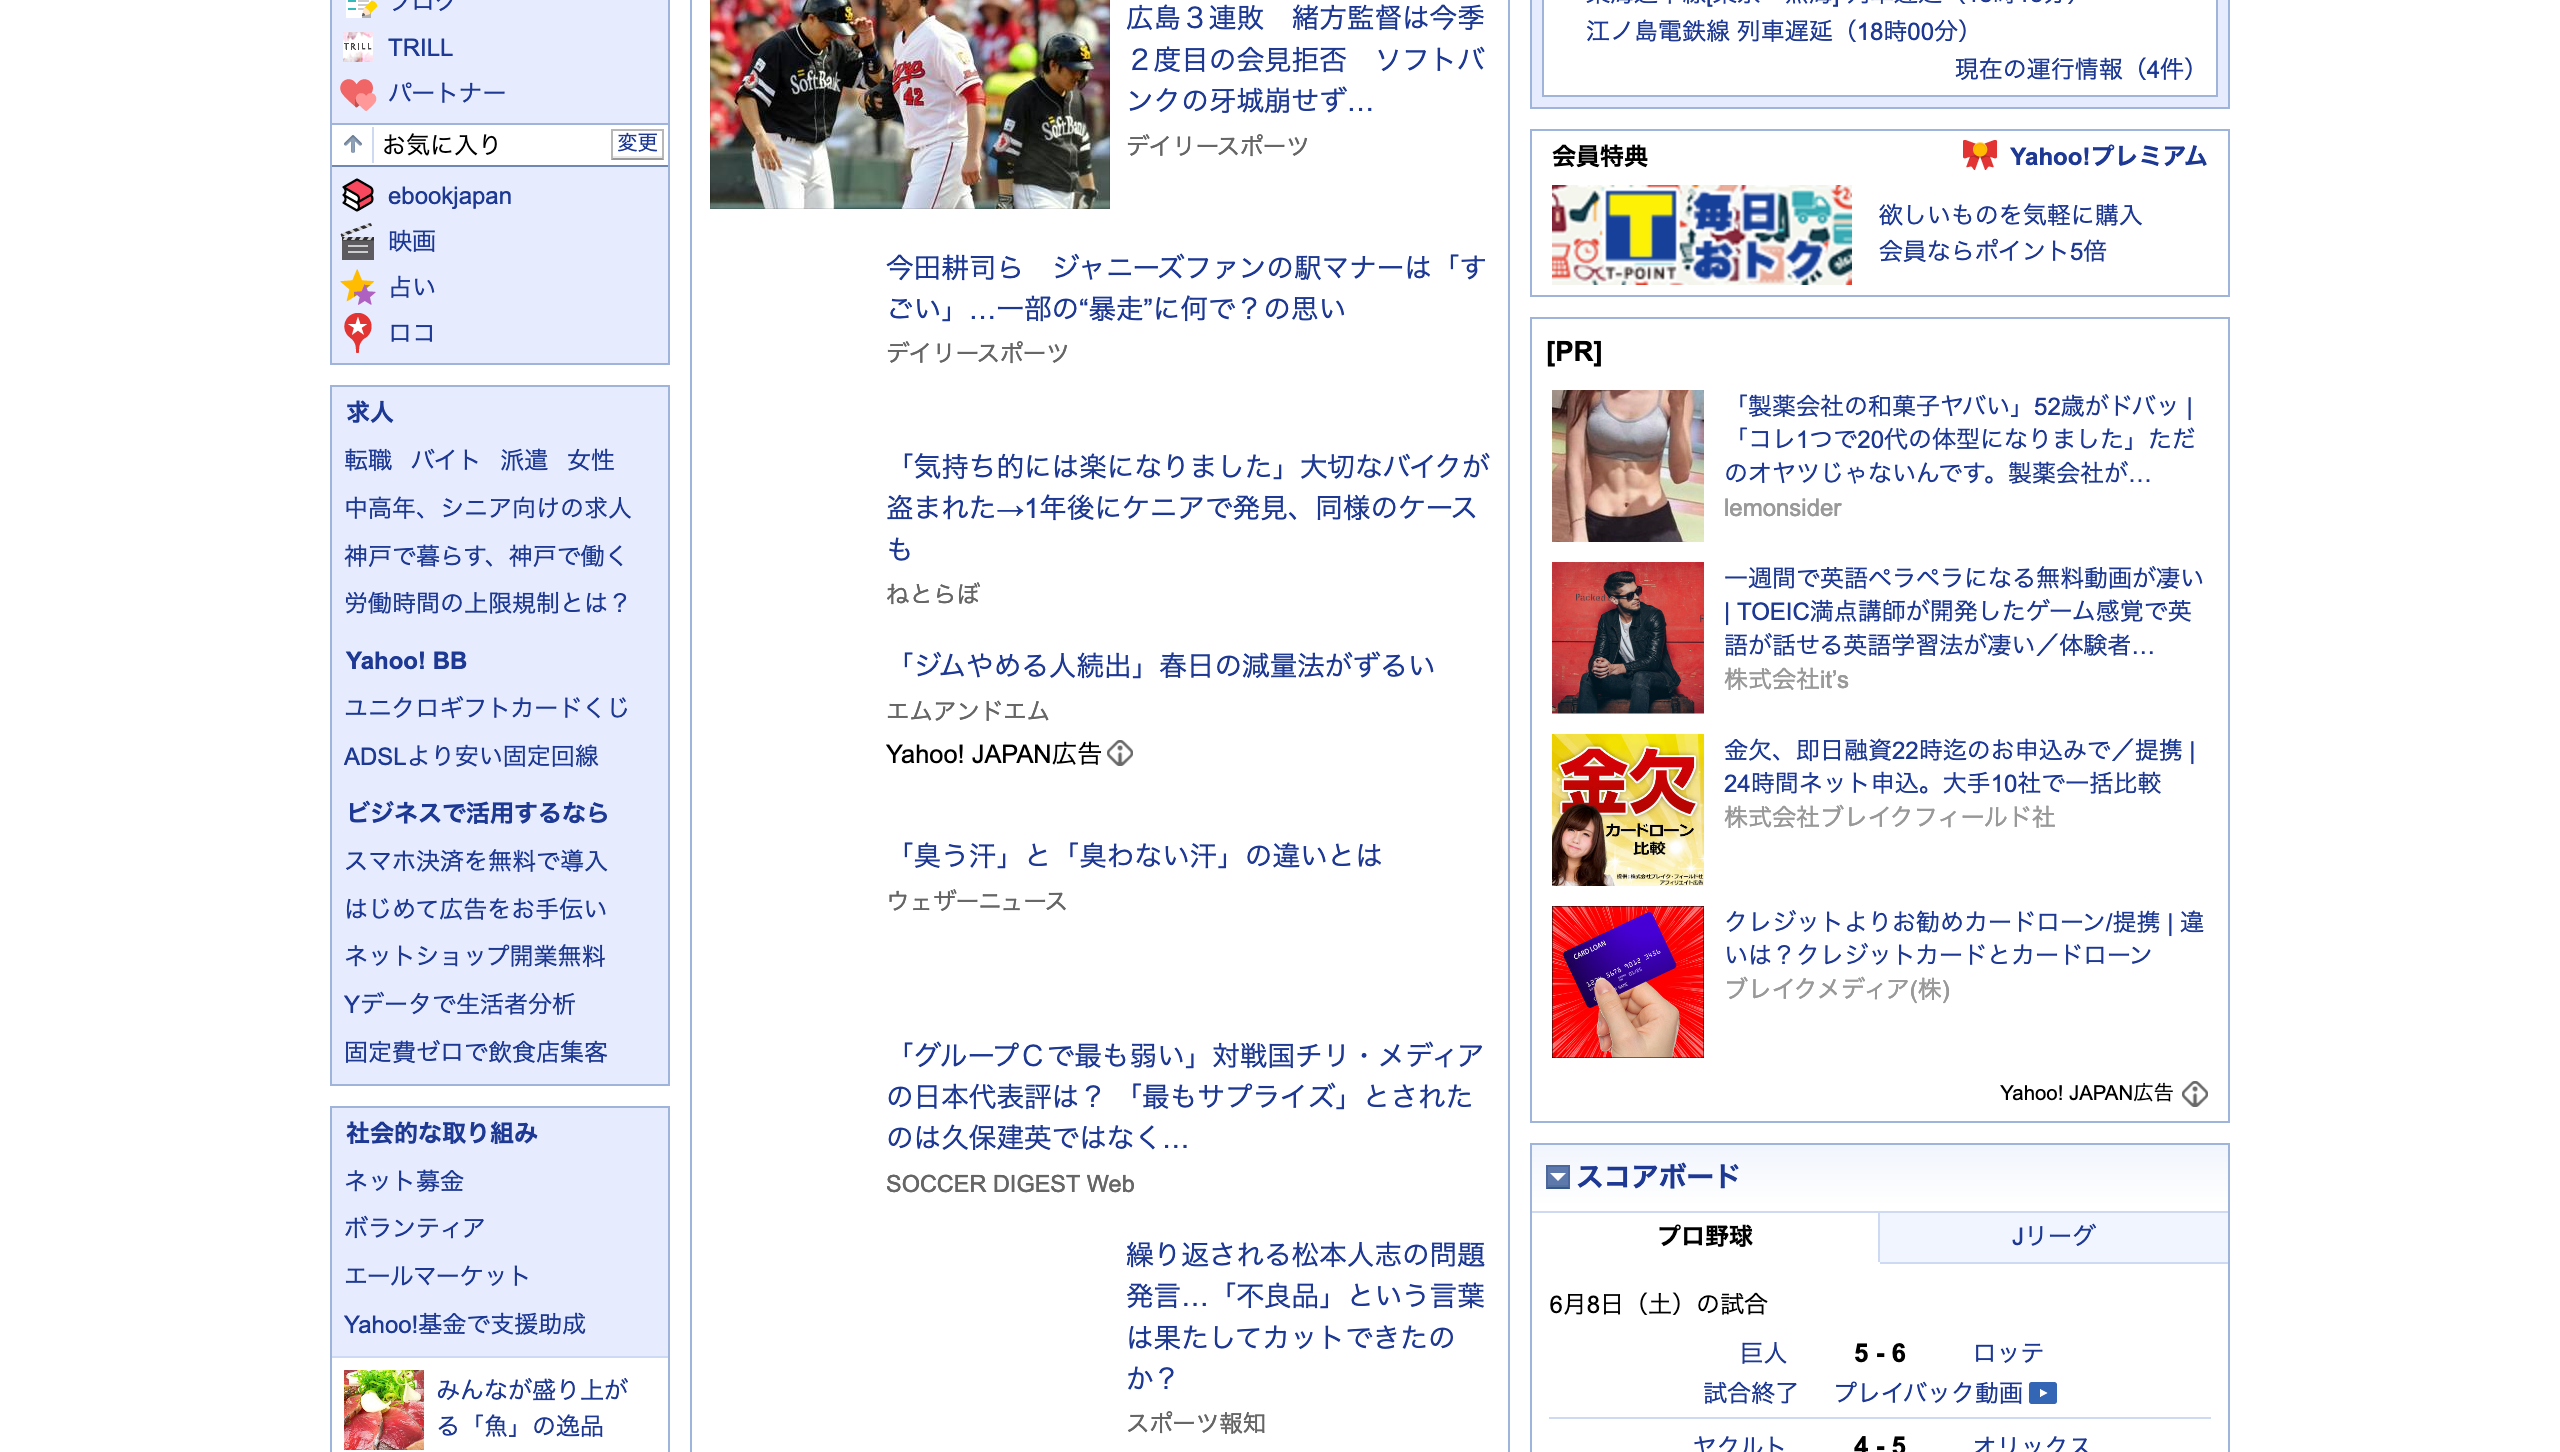 TRILL
パートナー
お気に入り
変更
ebookjapan
映画
占い
ロコ
求人
転職 バイト 派遣 女性
中高年、シニア向けの求人
神戸で暮らす、神戸で働く
労働時間の上限規制とは？
Yahoo! BB
ユニクロギフトカードくじ
ADSLより安い固定回線
ビジネスで活用するなら
スマホ決済を無料で導入
はじめて広告をお手伝い
ネットショップ開業無料
Yデータで生活者分析
固定費ゼロで飲食店集客
社会的な取り組み
ネット募金
ボランティア
エールマーケット
Yahoo!基金で支援助成
みんなが盛り上が
る「魚」の逸品
広島３連敗　緒方監督は今季
２度目の会見拒否　ソフトバ
ンクの牙城崩せず…
デイリースポーツ
今田耕司ら　ジャニーズファンの駅マナーは「す
ごい」…一部の“暴走”に何で？の思い
デイリースポーツ
「気持ち的には楽になりました」大切なバイクが
盗まれた→1年後にケニアで発見、同様のケース
も
ねとらぼ
「ジムやめる人続出」春日の減量法がずるい
エムアンドエム
Yahoo! JAPAN広告
「臭う汗」と「臭わない汗」の違いとは
ウェザーニュース
「グループＣで最も弱い」対戦国チリ・メディア
の日本代表評は？ 「最もサプライズ」とされた
のは久保建英ではなく…
SOCCER DIGEST Web
繰り返される松本人志の問題
発言…「不良品」という言葉
は果たしてカットできたの
か？
スポーツ報知
江ノ島電鉄線 列車遅延（18時00分）
現在の運行情報（4件）
会員特典
Yahoo!プレミアム
T-POINT
毎日
おトク
欲しいものを気軽に購入
会員ならポイント5倍
[PR]
「製薬会社の和菓子ヤバい」52歳がドバッ |
「コレ1つで20代の体型になりました」ただ
のオヤツじゃないんです。製薬会社が…
lemonsider
一週間で英語ペラペラになる無料動画が凄い
| TOEIC満点講師が開発したゲーム感覚で英
語が話せる英語学習法が凄い／体験者…
株式会社it's
金欠
カードローン
比較
金欠、即日融資22時迄のお申込みで／提携 |
24時間ネット申込。大手10社で一括比較
株式会社ブレイクフィールド社
CARD LOAN
クレジットよりお勧めカードローン/提携 | 違
いは？クレジットカードとカードローン
ブレイクメディア(株)
Yahoo! JAPAN広告
スコアボード
プロ野球
Jリーグ
6月8日（土）の試合
巨人 5 - 6 ロッテ
試合終了 プレイバック動画
ヤクルト 4 - 5 オリックス